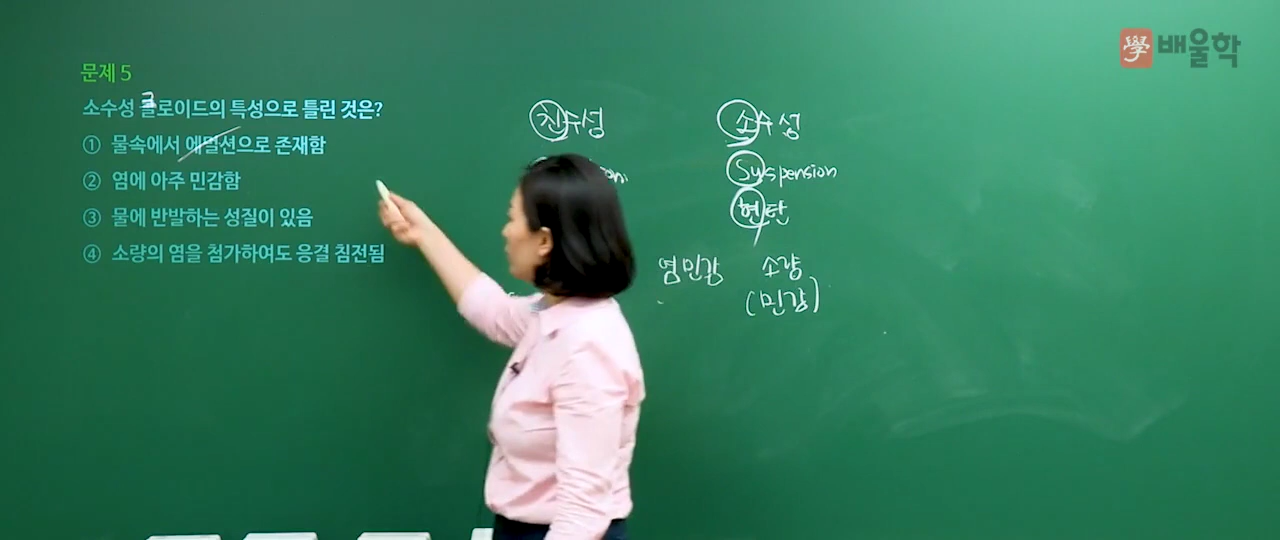 學 배울학
문제 5
소수성 콜로이드의 특성으로 틀린 것은?
① 물속에서 에멀션으로 존재함
② 염에 아주 민감함
③ 물에 반발하는 성질이 있음
④ 소량의 염을 첨가하여도 응결 침전됨
친수성 소수성
Suspension
현탁
염민감 소량
(민감)